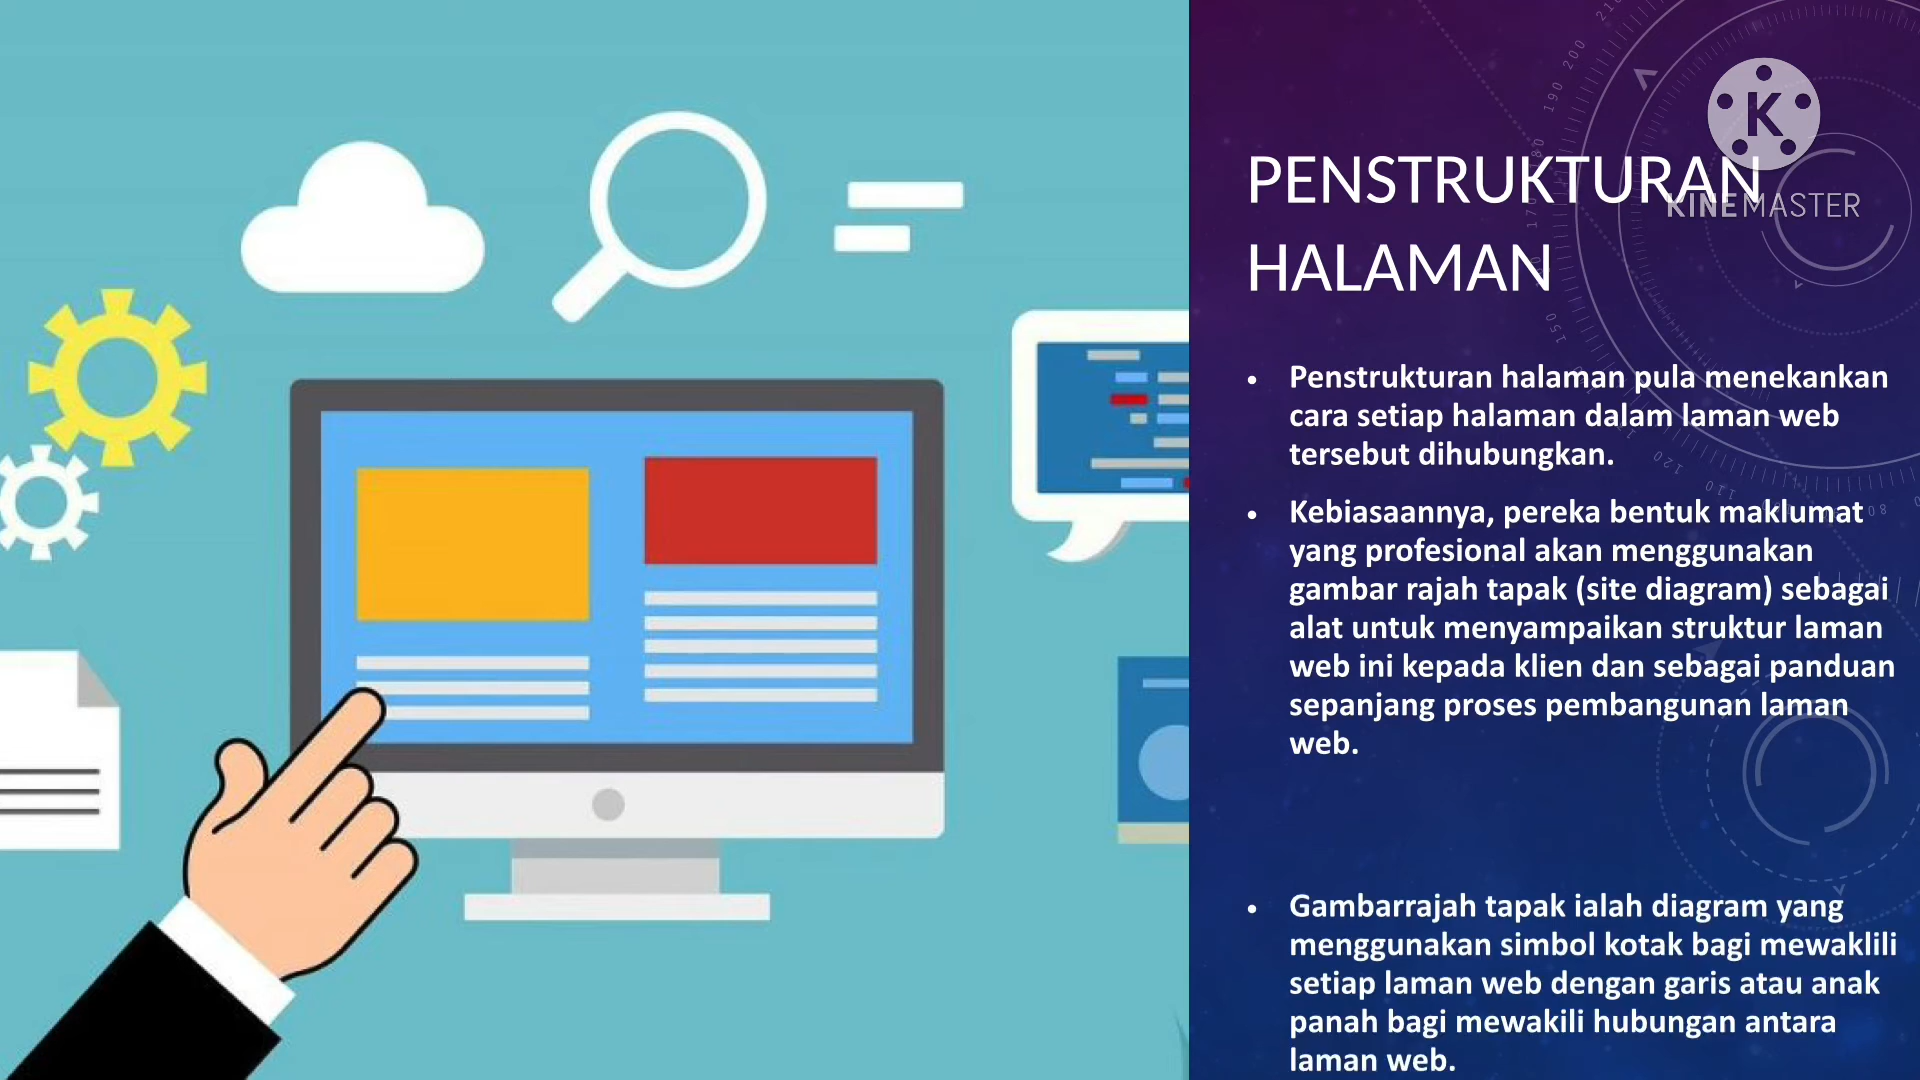 K
KINEMASTER
PENSTRUKTURAN
HALAMAN
• Penstrukturan halaman pula menekankan
cara setiap halaman dalam laman web
tersebut dihubungkan.
• Kebiasaannya, pereka bentuk maklumat
yang profesional akan menggunakan
gambar rajah tapak (site diagram) sebagai
alat untuk menyampaikan struktur laman
web ini kepada klien dan sebagai panduan
sepanjang proses pembangunan laman
web.
• Gambarrajah tapak ialah diagram yang
menggunakan simbol kotak bagi mewaklili
setiap laman web dengan garis atau anak
panah bagi mewakili hubungan antara
laman web.